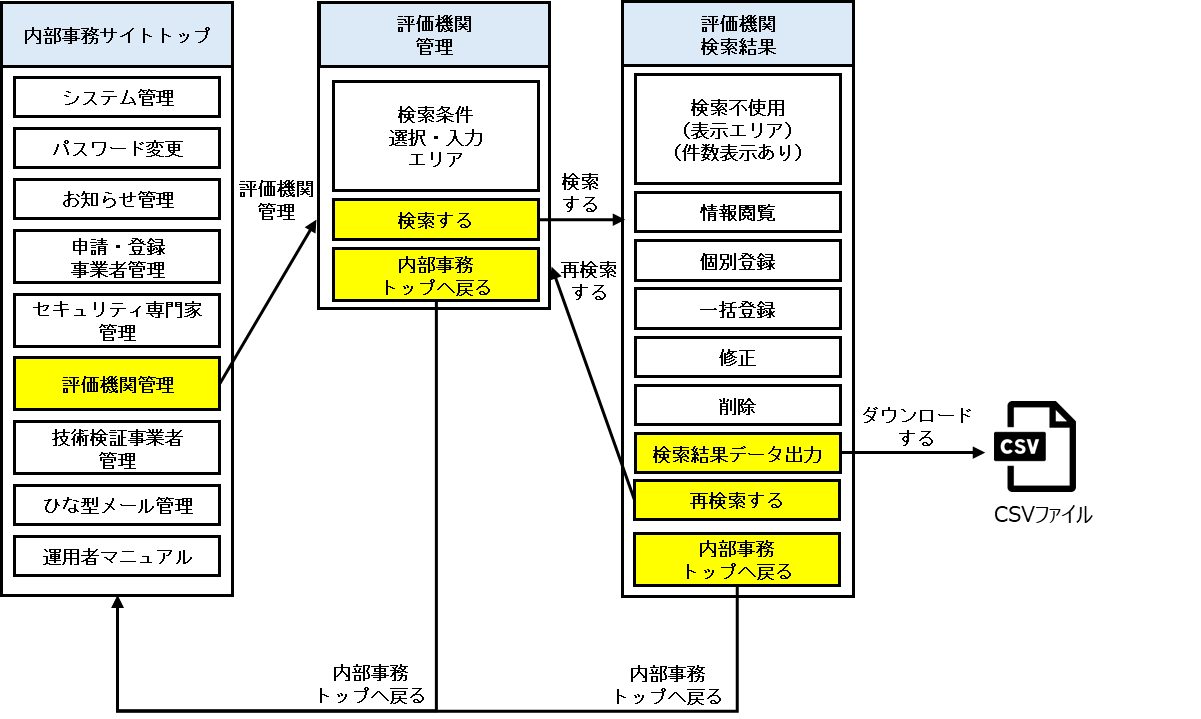 内部事務サイトトップ
システム管理
パスワード変更
お知らせ管理
申請・登録
事業者管理
セキュリティ専門家
管理
評価機関管理
技術検証事業者
管理
ひな型メール管理
運用者マニュアル
評価機関
管理
評価機関
管理
検索条件
選択・入力
エリア
検索する
内部事務
トップへ戻る
検索
する
再検索
する
評価機関
検索結果
検索不使用
（表示エリア）
（件数表示あり）
情報閲覧
個別登録
一括登録
修正
削除
検索結果データ出力
再検索する
内部事務
トップへ戻る
ダウンロード
する
CSV
CSVファイル
内部事務
トップへ戻る
内部事務
トップへ戻る